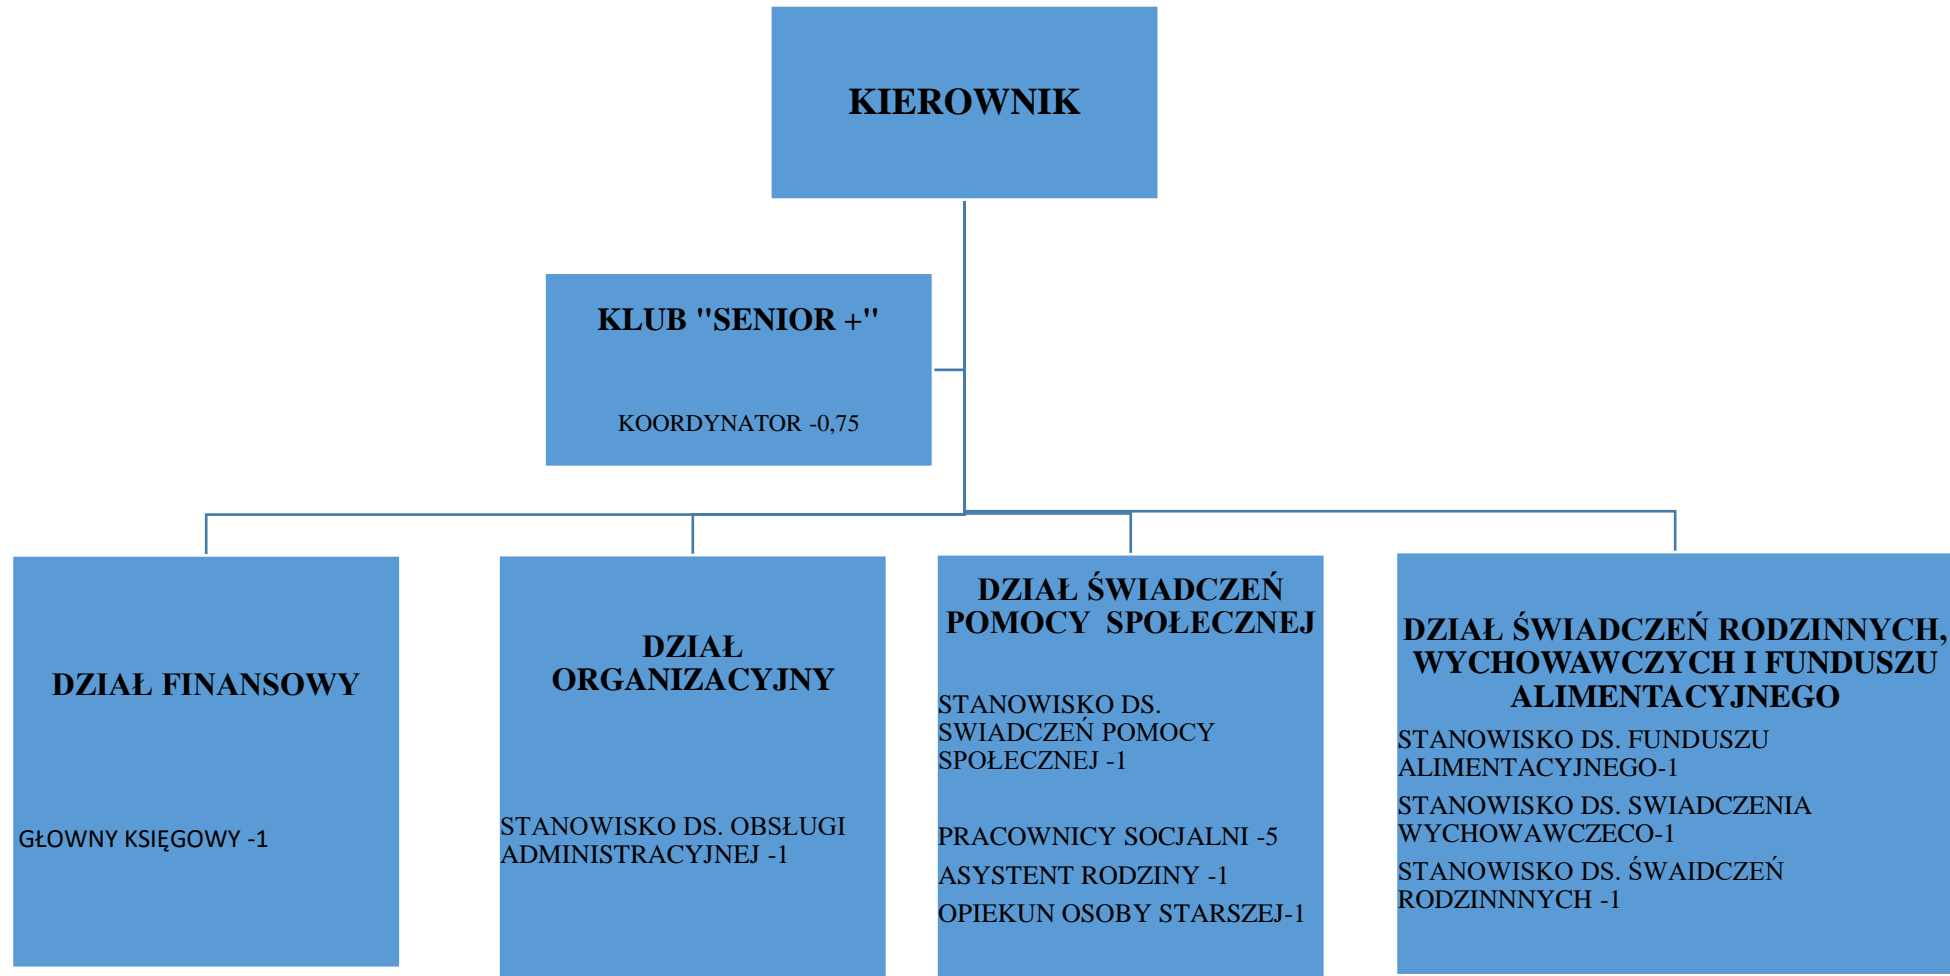 KIEROWNIK
KLUB "SENIOR +"
KOORDYNATOR -0,75
DZIAŁ FINANSOWY
GŁOWNY KSIĘGOWY -1
DZIAŁ
ORGANIZACYJNY
STANOWISKO DS. OBSŁUGI
ADMINISTRACYJNEJ -1
DZIAŁ ŚWIADCZEŃ
POMOCY  SPOŁECZNEJ
STANOWISKO DS.
SWIADCZEŃ POMOCY
SPOŁECZNEJ -1
PRACOWNICY SOCJALNI -5
ASYSTENT RODZINY -1
OPIEKUN OSOBY STARSZEJ-1
DZIAŁ ŚWIADCZEŃ RODZINNYCH,
WYCHOWAWCZYCH I FUNDUSZU
ALIMENTACYJNEGO
STANOWISKO DS. FUNDUSZU
ALIMENTACYJNEGO-1
STANOWISKO DS. SWIADCZENIA
WYCHOWAWCZECO-1
STANOWISKO DS. ŚWAIDCZEŃ
RODZINNNYCH -1